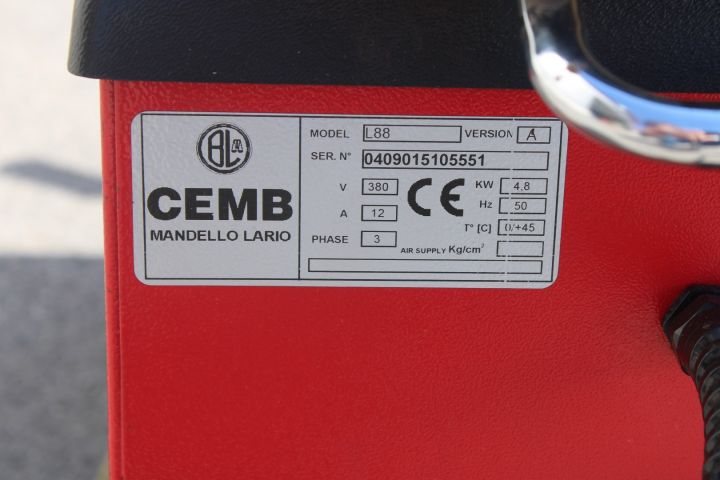 BL
CEMB
MANDELLO LARIO
MODEL L88 VERSION A
SER. N° 0409015105551
V 380 CE KW 4.8
Hz 50
A 12
T° [C] 0/+45
PHASE 3 AIR SUPPLY Kg/cm²